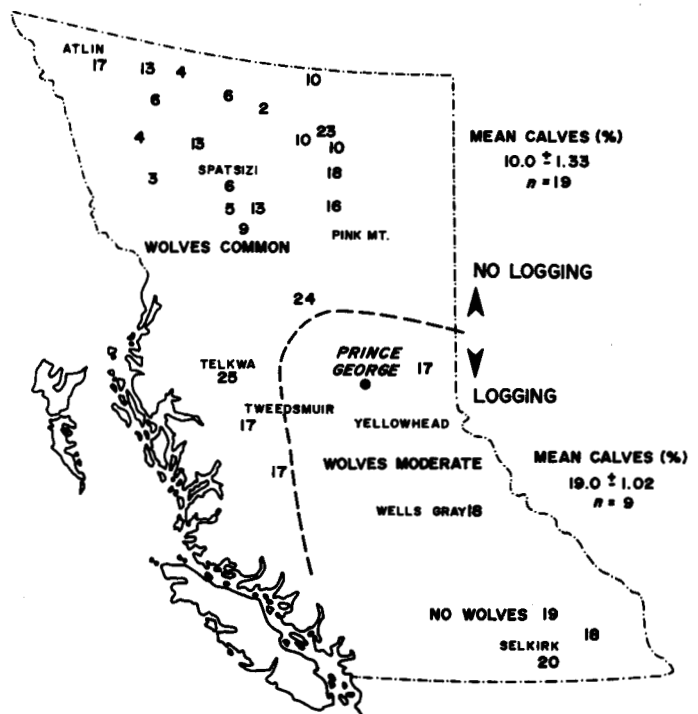 ATLIN
17
13
4
10
6
6
2
4
13
10
23
10
MEAN CALVES (%)
10.0 ± 1.33
n = 19
3
SPATSIZI
6
18
5
13
16
9
PINK MT.
WOLVES COMMON
NO LOGGING
24
PRINCE
GEORGE
17
TELKWA
25
LOGGING
TWEEDSMUIR
17
YELLOWHEAD
17
WOLVES MODERATE
MEAN CALVES (%)
19.0 ± 1.02
n = 9
WELLS GRAY 18
NO WOLVES 19
18
SELKIRK
20